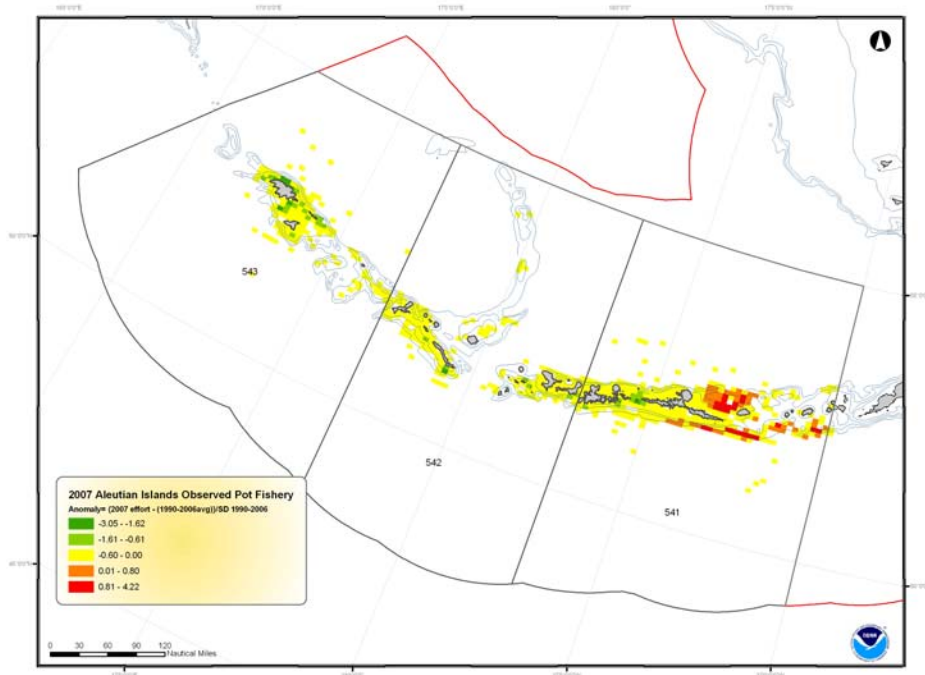 543
542
541
2007 Aleutian Islands Observed Pot Fishery
Anomaly= (2007 effort - (1990-2006avg))/SD 1990-2006
-3.05 - -1.62
-1.61 - -0.61
-0.60 - 0.00
0.01 - 0.80
0.81 - 4.22
0 30 60 90 120
Nautical Miles